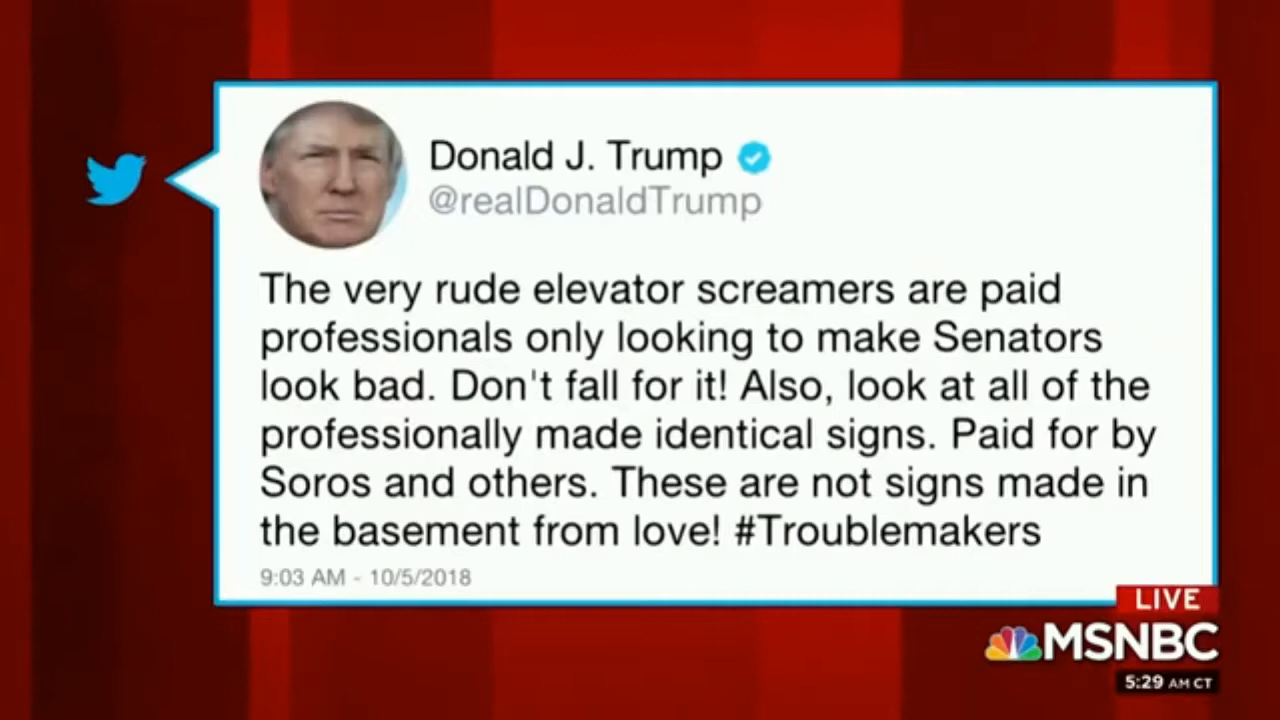 Donald J. Trump
@realDonaldTrump
The very rude elevator screamers are paid
professionals only looking to make Senators
look bad. Don't fall for it! Also, look at all of the
professionally made identical signs. Paid for by
Soros and others. These are not signs made in
the basement from love! #Troublemakers
9:03 AM - 10/5/2018
LIVE
MSNBC
5:29 AM CT